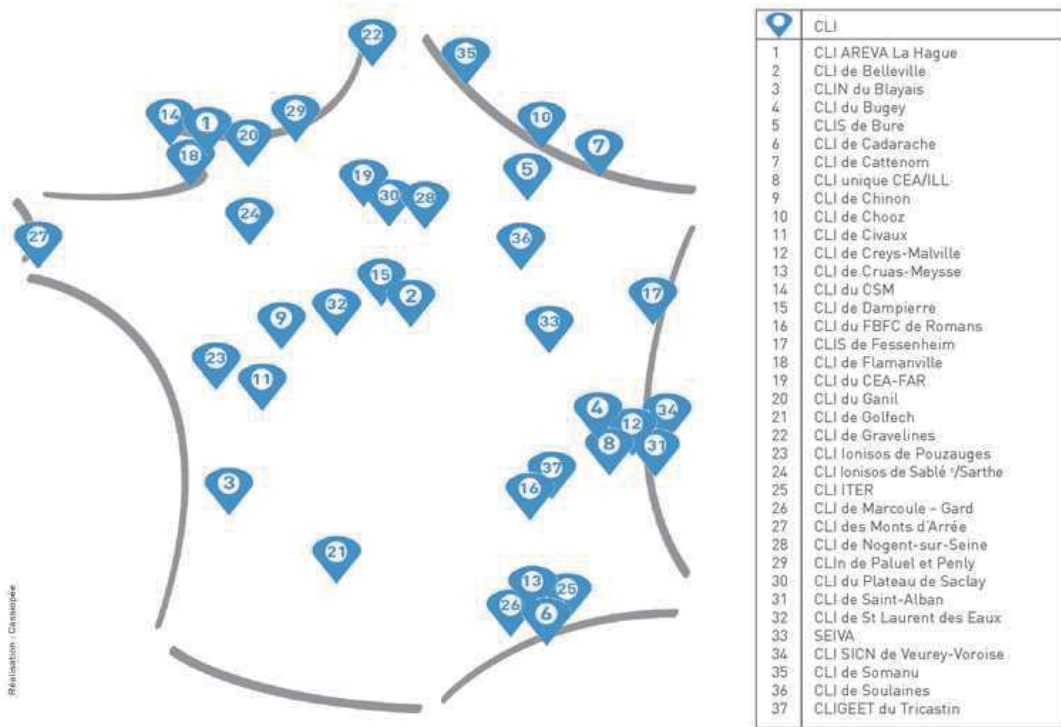 22
35
14
1
29
20
10
7
18
19
30
28
5
24
36
27
15
2
17
32
9
33
23
11
4
34
12
8
31
37
16
3
21
13
25
26
6
Réalisation : Cassiopée
CLI
1 CLI AREVA La Hague
2 CLI de Belleville
3 CLIN du Blayais
4 CLI du Bugey
5 CLIS de Bure
6 CLI de Cadarache
7 CLI de Cattenom
8 CLI unique CEA/ILL
9 CLI de Chinon
10 CLI de Chooz
11 CLI de Civaux
12 CLI de Creys-Malville
13 CLI de Cruas-Meysse
14 CLI du CSM
15 CLI de Dampierre
16 CLI du FBFC de Romans
17 CLIS de Fessenheim
18 CLI de Flamanville
19 CLI du CEA-FAR
20 CLI du Ganil
21 CLI de Golfech
22 CLI de Gravelines
23 CLI Ionisos de Pouzauges
24 CLI Ionisos de Sablé s/Sarthe
25 CLI ITER
26 CLI de Marcoule - Gard
27 CLI des Monts d'Arrée
28 CLI de Nogent-sur-Seine
29 CLIn de Paluel et Penly
30 CLI du Plateau de Saclay
31 CLI de Saint-Alban
32 CLI de St Laurent des Eaux
33 SEIVA
34 CLI SICN de Veurey-Voroise
35 CLI de Somanu
36 CLI de Soulaines
37 CLIGEET du Tricastin